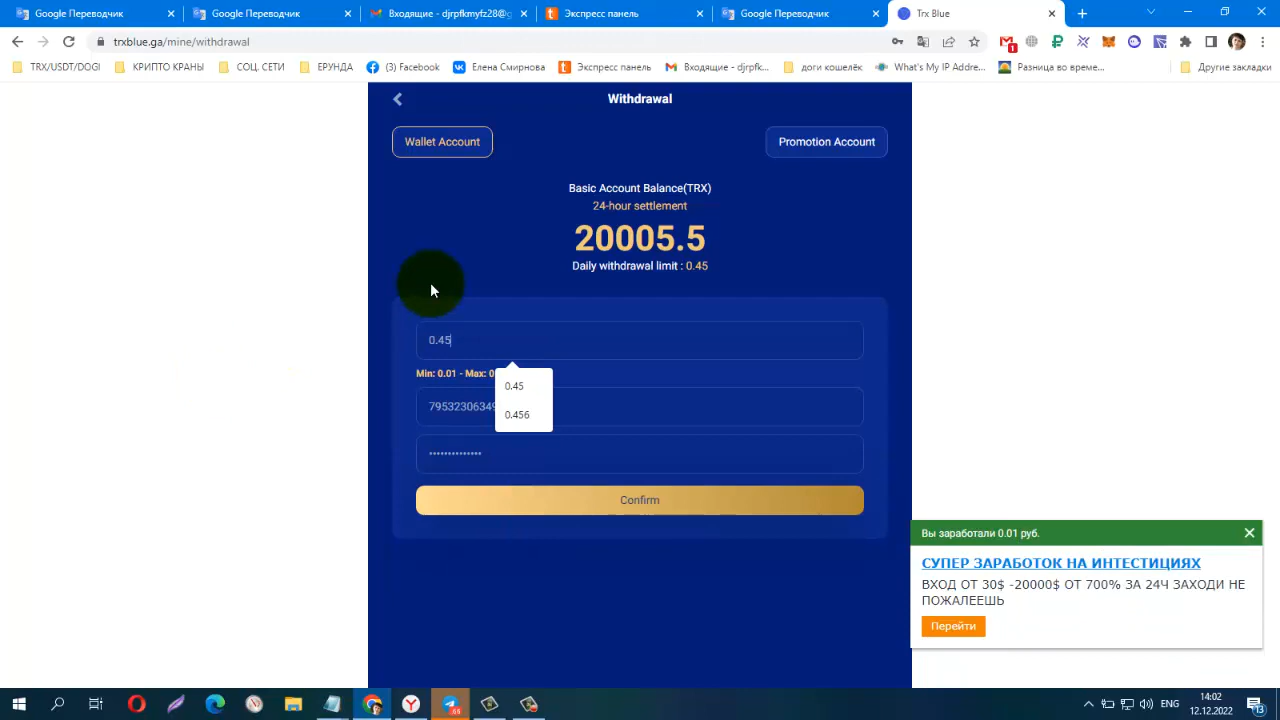 Google Переводчик
Google Переводчик
Входящие - djrpfkmyfz28@g
Экспресс панель
Google Переводчик
Trx Blue
trxblue.ga/mine/withdrawal
1
TRX/USDT/DOGI
КРИПТО КРАНЫ
СОЦ. СЕТИ
ЕРУНДА
(3) Facebook
Елена Смирнова
Экспресс панель
Входящие - djrpfk...
доги кошелёк
What's My IP Addre...
Разница во време...
Другие закладки
Withdrawal
Wallet Account
Promotion Account
Basic Account Balance(TRX)
24-hour settlement
20005.5
Daily withdrawal limit : 0.45
0.45
Min: 0.01 - Max: 0
0.45
0.456
79532306349
••••••••••••••
Confirm
Вы заработали 0.01 руб.
СУПЕР ЗАРАБОТОК НА ИНТЕСТИЦИЯХ
ВХОД ОТ 30$ -20000$ ОТ 700% ЗА 24Ч ЗАХОДИ НЕ
ПОЖАЛЕЕШЬ
Перейти
ENG
14:02
12.12.2022